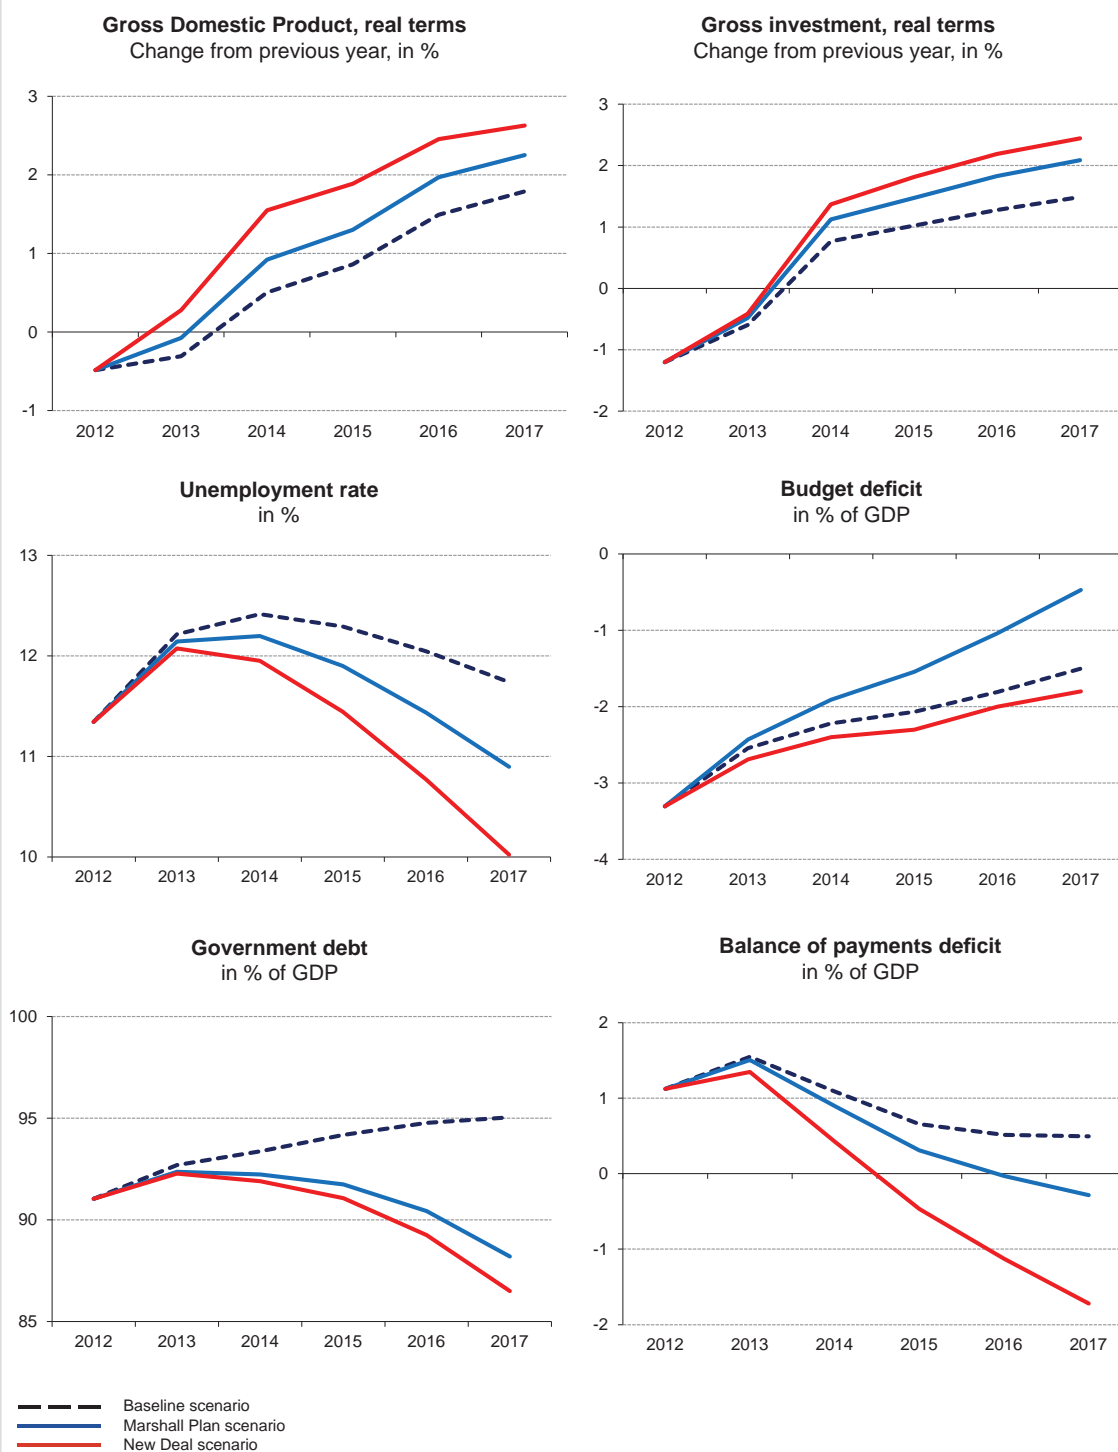 Gross Domestic Product, real terms
Change from previous year, in %
3
2
1
0
-1
2012 2013 2014 2015 2016 2017
Gross investment, real terms
Change from previous year, in %
3
2
1
0
-1
-2
2012 2013 2014 2015 2016 2017
Unemployment rate
in %
13
12
11
10
2012 2013 2014 2015 2016 2017
Budget deficit
in % of GDP
0
-1
-2
-3
-4
2012 2013 2014 2015 2016 2017
Government debt
in % of GDP
100
95
90
85
2012 2013 2014 2015 2016 2017
Balance of payments deficit
in % of GDP
2
1
0
-1
-2
2012 2013 2014 2015 2016 2017
Baseline scenario
Marshall Plan scenario
New Deal scenario